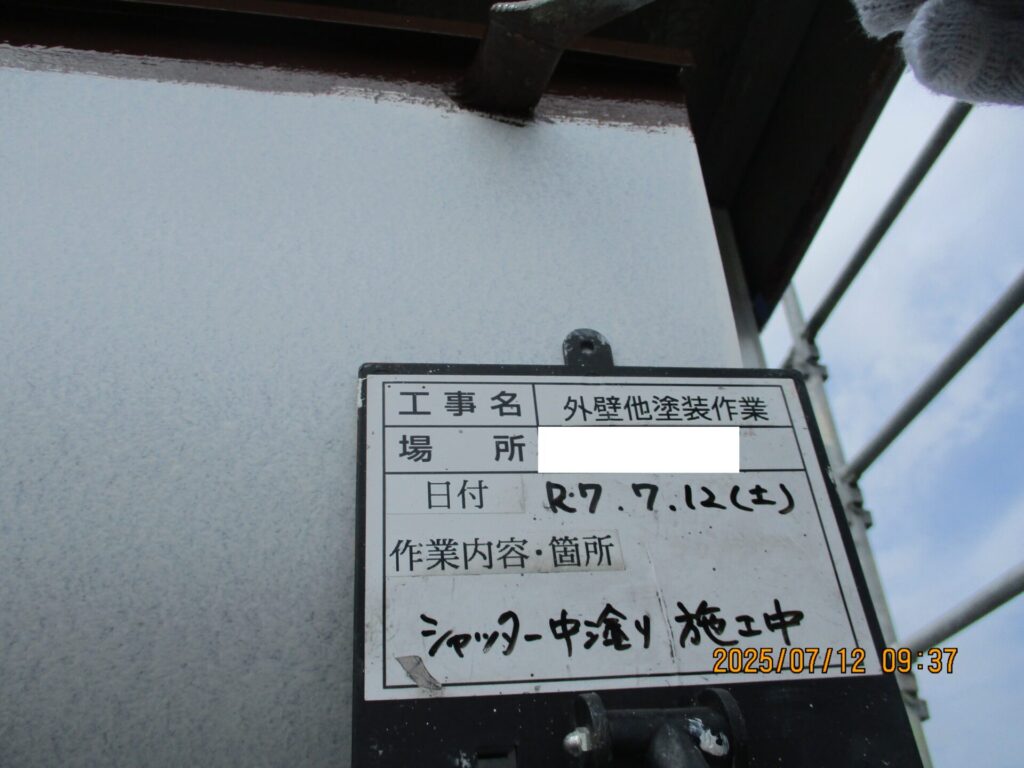 工事名 外壁他塗装作業
場所
日付 R.7.7.12(土)
作業内容・箇所
シャッター中塗り 施工中
2025/07/12 09:37